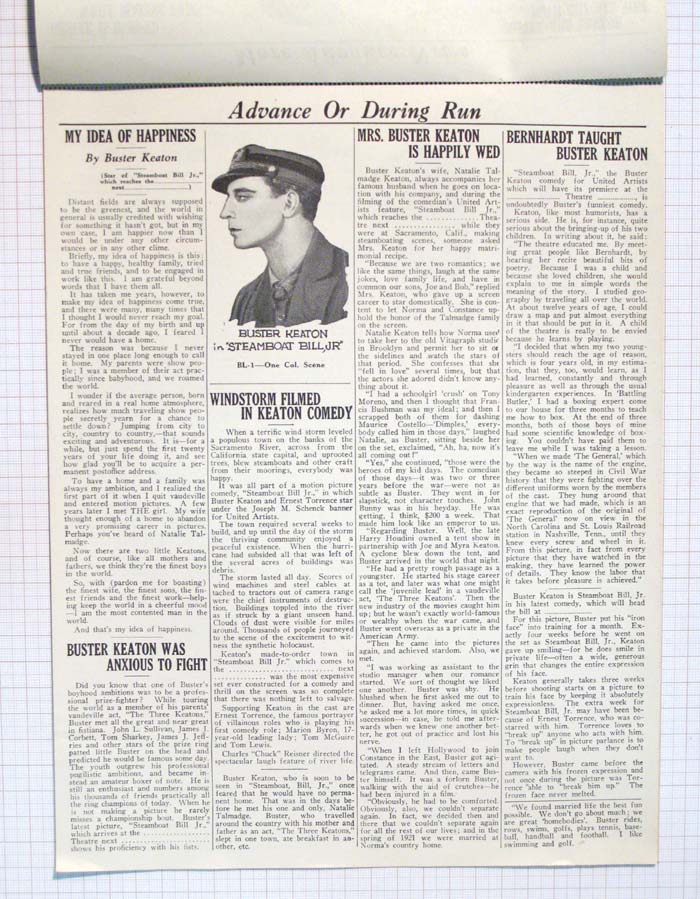 Advance Or During Run
MY IDEA OF HAPPINESS
By Buster Keaton
(Star of "Steamboat Bill Jr.,"
which reaches the ............
next ....................)
Distant fields are always supposed
to be the greenest, and the world in
general is usually credited with wishing
for something it hasn't got, but in my
own case, I am happier now than I
would be under any other circum-
stances or in any other clime.
Briefly, my idea of happiness is this:
to have a happy, healthy family, tried
and true friends, and to be engaged in
work like this. I am grateful beyond
words that I have them all.
It has taken me years, however, to
make my idea of happiness come true,
and there were many, many times that
I thought I would never reach my goal.
For from the day of my birth and up
until about a decade ago, I feared I
never would have a home.
The reason was because I never
stayed in one place long enough to call
it home. My parents were show peo-
ple; I was a member of their act prac-
tically since babyhood, and we roamed
the world.
I wonder if the average person, born
and reared in a real home atmosphere,
realizes how much traveling show peo-
ple secretly yearn for a chance to
settle down? Jumping from city to
city, country to country—that sounds
exciting and adventurous. It is—for a
while, but just spend the first twenty
years of your life doing it, and see
how glad you'll be to acquire a per-
manent postoffice address.
To have a home and a family was
always my ambition, and I realized the
first part of it when I quit vaudeville
and entered motion pictures. A few
years later I met THE girl. My wife
thought enough of a home to abandon
a very promising career in pictures.
Perhaps you've heard of Natalie Tal-
madge.
Now there are two little Keatons,
and of course, like all mothers and
fathers, we think they're the finest boys
in the world.
So, with (pardon me for boasting)
the finest wife, the finest sons, the fin-
est friends and the finest work—help-
ing keep the world in a cheerful mood
—I am the most contented man in the
world.
And that's my idea of happiness.
BUSTER KEATON WAS
ANXIOUS TO FIGHT
Did you know that one of Buster's
boyhood ambitions was to be a profes-
sional prize-fighter? While touring
the world as a member of his parents'
vaudeville act, "The Three Keatons,"
Buster met all the great and near great
in fistiana. John L. Sullivan, James J.
Corbett, Tom Sharkey, James J. Jeff-
ries and other stars of the prize ring
patted little Buster on the head and
predicted he would be famous some day.
The youth outgrew his professional
pugilistic ambitions, and became in-
stead an amateur boxer of note. He is
still an enthusiast and numbers among
his thousands of friends practically all
the ring champions of today. When he
is not making a picture he rarely
misses a championship bout. Buster's
latest picture, "Steamboat Bill Jr.,"
which arrives at the ..................
Theatre next ......................
shows his proficiency with his fists.
BUSTER KEATON
in "STEAMBOAT BILL, JR"
BL-1—One Col. Scene
WINDSTORM FILMED
IN KEATON COMEDY
When a terrific wind storm leveled
a populous town on the banks of the
Sacramento River, across from the
California state capital, and uprooted
trees, blew steamboats and other craft
from their moorings, everybody was
happy.
It was all part of a motion picture
comedy, "Steamboat Bill Jr.," in which
Buster Keaton and Ernest Torrence star
under the Joseph M. Schenck banner
for United Artists.
The town required several weeks to
build, and up until the day of the storm
the thriving community enjoyed a
peaceful existence. When the hurri-
cane had subsided all that was left of
the several acres of buildings was
debris.
The storm lasted all day. Scores of
wind machines and steel cables at-
tached to tractors out of camera range
were the chief instruments of destruc-
tion. Buildings toppled into the river
as if struck by a giant unseen hand.
Clouds of dust were visible for miles
around. Thousands of people journeyed
to the scene of the excitement to wit-
ness the synthetic holocaust.
Keaton's made-to-order town in
"Steamboat Bill Jr." which comes to
the .............................. next
................ was the most expensive
set ever constructed for a comedy and
thrill on the screen was so complete
that there was nothing left to salvage.
Supporting Keaton in the cast are
Ernest Torrence, the famous portrayer
of villainous roles who is playing his
first comedy role; Marion Byron, 17-
year-old leading lady; Tom McGuire
and Tom Lewis.
Charles "Chuck" Reisner directed the
spectacular laugh feature of river life.
Buster Keaton, who is soon to be
seen in "Steamboat Bill, Jr.," once
feared that he would have no perma-
nent home. That was in the days be-
fore he met his one and only, Natalie
Talmadge. Buster, who travelled
around the country with his mother and
father as an act, "The Three Keatons,"
slept in one town, ate breakfast in an-
other, etc.
MRS. BUSTER KEATON
IS HAPPILY WED
Buster Keaton's wife, Natalie Tal-
madge Keaton, always accompanies her
famous husband when he goes on loca-
tion with his company, and during the
filming of the comedian's United Art-
ists feature, "Steamboat Bill Jr.,"
which reaches the ............Thea-
tre next .............. while they
were at Sacramento, Calif., making
steamboating scenes, someone asked
Mrs. Keaton for her happy matri-
monial recipe.
"Because we are two romantics; we
like the same things, laugh at the same
jokes, love family life, and have in
common our sons, Joe and Bob," replied
Mrs. Keaton, who gave up a screen
career to star domestically. She is con-
tent to let Norma and Constance up-
hold the honor of the Talmadge family
on the screen.
Natalie Keaton tells how Norma used
to take her to the old Vitagraph studio
in Brooklyn and permit her to sit on
the sidelines and watch the stars of
that period. She confesses that she
"fell in love" several times, but that
the actors she adored didn't know any-
thing about it.
"I had a schoolgirl 'crush' on Tony
Moreno, and then I thought that Fran-
cis Bushman was my ideal; and then I
scrapped both of them for dashing
Maurice Costello—'Dimples,' every-
body called him in those days," laughed
Natalie, as Buster, sitting beside her
on the set, exclaimed, "Ah, ha, now it's
all coming out!"
"Yes," she continued, "those were the
heroes of my kid days. The comedian
of those days—it was two or three
years before the war—were not as
subtle as Buster. They went in for
slapstick, not character touches. John
Bunny was in his heyday. He was
getting, I think, $200 a week. That
made him look like an emperor to us.
"Regarding Buster. Well, the late
Harry Houdini owned a tent show in
partnership with Joe and Myra Keaton.
A cyclone blew down the tent, and
Buster arrived in the world that night.
"He had a pretty rough passage as a
youngster. He started his stage career
as a tot, and later was what one might
call the 'juvenile lead' in a vaudeville
act, 'The Three Keatons'. Then the
new industry of the movies caught him
up; but he wasn't exactly world-famous
or wealthy when the war came, and
Buster went overseas as a private in the
American Army.
"Then he came into the pictures
again, and achieved stardom. Also, we
met.
"I was working as assistant to the
studio manager when our romance
started. We sort of thought we liked
one another. Buster was shy. He
blushed when he first asked me out to
dinner. But, having asked me once,
he asked me a lot more times, in quick
succession—in case, he told me after-
wards when we knew one another bet-
ter, he got out of practice and lost his
nerve.
"When I left Hollywood to join
Constance in the East, Buster got agi-
tated. A steady stream of letters and
telegrams came. And then, came Bus-
ter himself. It was a forlorn Buster,
walking with the aid of crutches—he
had been injured in a film.
"Obviously, he had to be comforted.
Obviously, also, we couldn't separate
again. In fact, we decided then and
there that we couldn't separate again
for all the rest of our lives; and in the
spring of 1921 we were married at
Norma's country home.
BERNHARDT TAUGHT
BUSTER KEATON
"Steamboat Bill, Jr.," the Buster
Keaton comedy for United Artists
which will have its premiere at the
.............. Theatre .............., is
undoubtedly Buster's funniest comedy.
Keaton, like most humorists, has a
serious side. He is, for instance, quite
serious about the bringing-up of his two
children. In writing about it, he said:
"The theatre educated me. By meet-
ing great people like Bernhardt, by
hearing her recite beautiful bits of
poetry. Because I was a child and
because she loved children, she would
explain to me in simple words the
meaning of the story. I studied geo-
graphy by traveling all over the world.
At about twelve years of age, I could
draw a map and put almost everything
in it that should be put in it. A child
of the theatre is really to be envied
because he learns by playing.
"I decided that when my two young-
sters should reach the age of reason,
which is four years old, in my estima-
tion, that they, too, would learn, as I
had learned, constantly and through
pleasure as well as through the usual
kindergarten experiences. In 'Battling
Butler,' I had a boxing expert come
to our house for three months to teach
me how to box. At the end of three
months, both of those boys of mine
had some scientific knowledge of box-
ing. You couldn't have paid them to
leave me while I was taking a lesson.
"When we made 'The General,' which
by the way is the name of the engine,
they became so steeped in Civil War
history that they were fighting over the
different uniforms worn by the members
of the cast. They hung around that
engine that we had made, which is an
exact reproduction of the original of
'The General' now on view in the
North Carolina and St. Louis Railroad
station in Nashville, Tenn., until they
knew every screw and wheel in it.
From this picture, in fact from every
picture that they have watched in the
making, they have learned the power
of details. They know the labor that
it takes before pleasure is achieved."
Buster Keaton is Steamboat Bill, Jr.
in his latest comedy, which will head
the bill at ..............................
For this picture, Buster put his "iron
face" into training for a month. Ex-
actly four weeks before he went on
the set as Steamboat Bill, Jr., Keaton
gave up smiling—for he does smile in
private life—often a wide, generous
grin that changes the entire expression
of his face.
Keaton generally takes three weeks
before shooting starts on a picture to
train his face by keeping it absolutely
expressionless. The extra week for
Steamboat Bill, Jr. may have been be-
cause of Ernest Torrence, who was co-
starred with him. Torrence loves to
"break up" anyone who acts with him.
To "break up" in picture parlance is to
make people laugh when they don't
want to.
However, Buster came before the
camera with his frozen expression and
not once during the picture was Tor-
rence able to "break him up." The
frozen face never melted.
"We found married life the best fun
possible. We don't go about much; we
are great 'homebodies'. Buster rides,
rows, swims, golfs, plays tennis, base-
ball, handball and football. I like
swimming and golf.